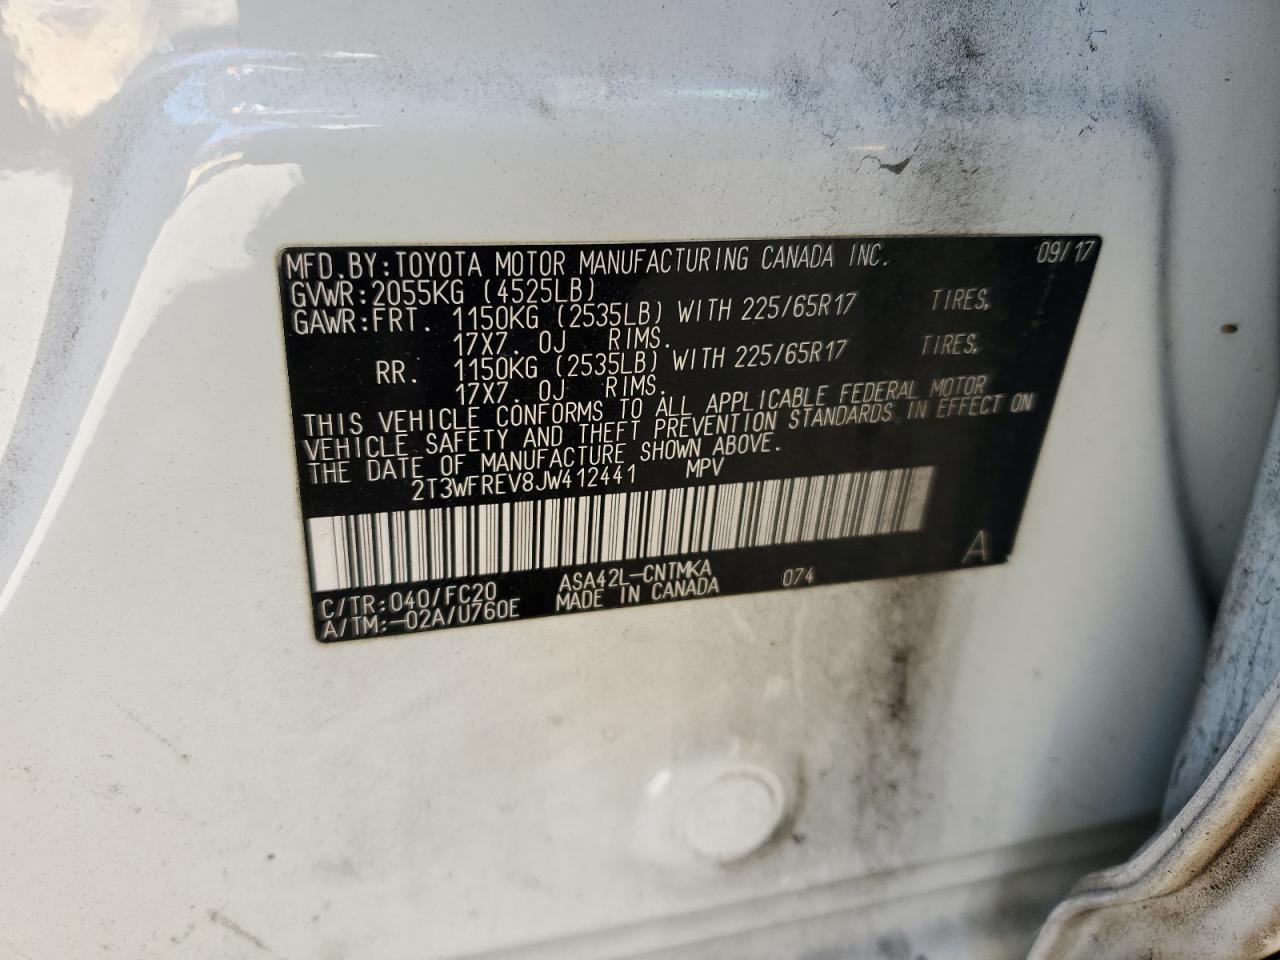 MFD.BY:TOYOTA MOTOR MANUFACTURING CANADA INC. 09/17
GVWR:2055KG (4525LB)
GAWR:FRT. 1150KG (2535LB) WITH 225/65R17 TIRES,
17X7.0J RIMS.
RR. 1150KG (2535LB) WITH 225/65R17 TIRES,
17X7.0J RIMS.
THIS VEHICLE CONFORMS TO ALL APPLICABLE FEDERAL MOTOR
VEHICLE SAFETY AND THEFT PREVENTION STANDARDS IN EFFECT ON
THE DATE OF MANUFACTURE SHOWN ABOVE.
2T3WFREV8JW412441 MPV
A
C/TR:040/FC20 ASA42L-CNTMKA 074
A/TM:-02A/U760E MADE IN CANADA